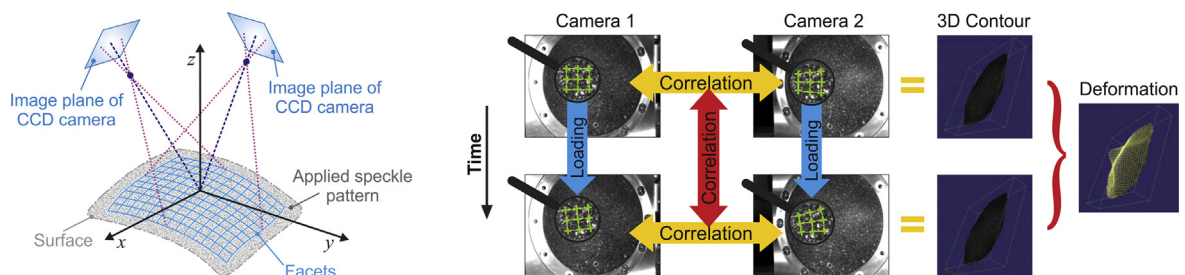 Image plane of
CCD camera
z
Image plane of
CCD camera
Applied speckle
pattern
Surface
x
y
Facets
Camera 1
Camera 2
3D Contour
Correlation
Deformation
Time
Loading
Correlation
Loading
Correlation